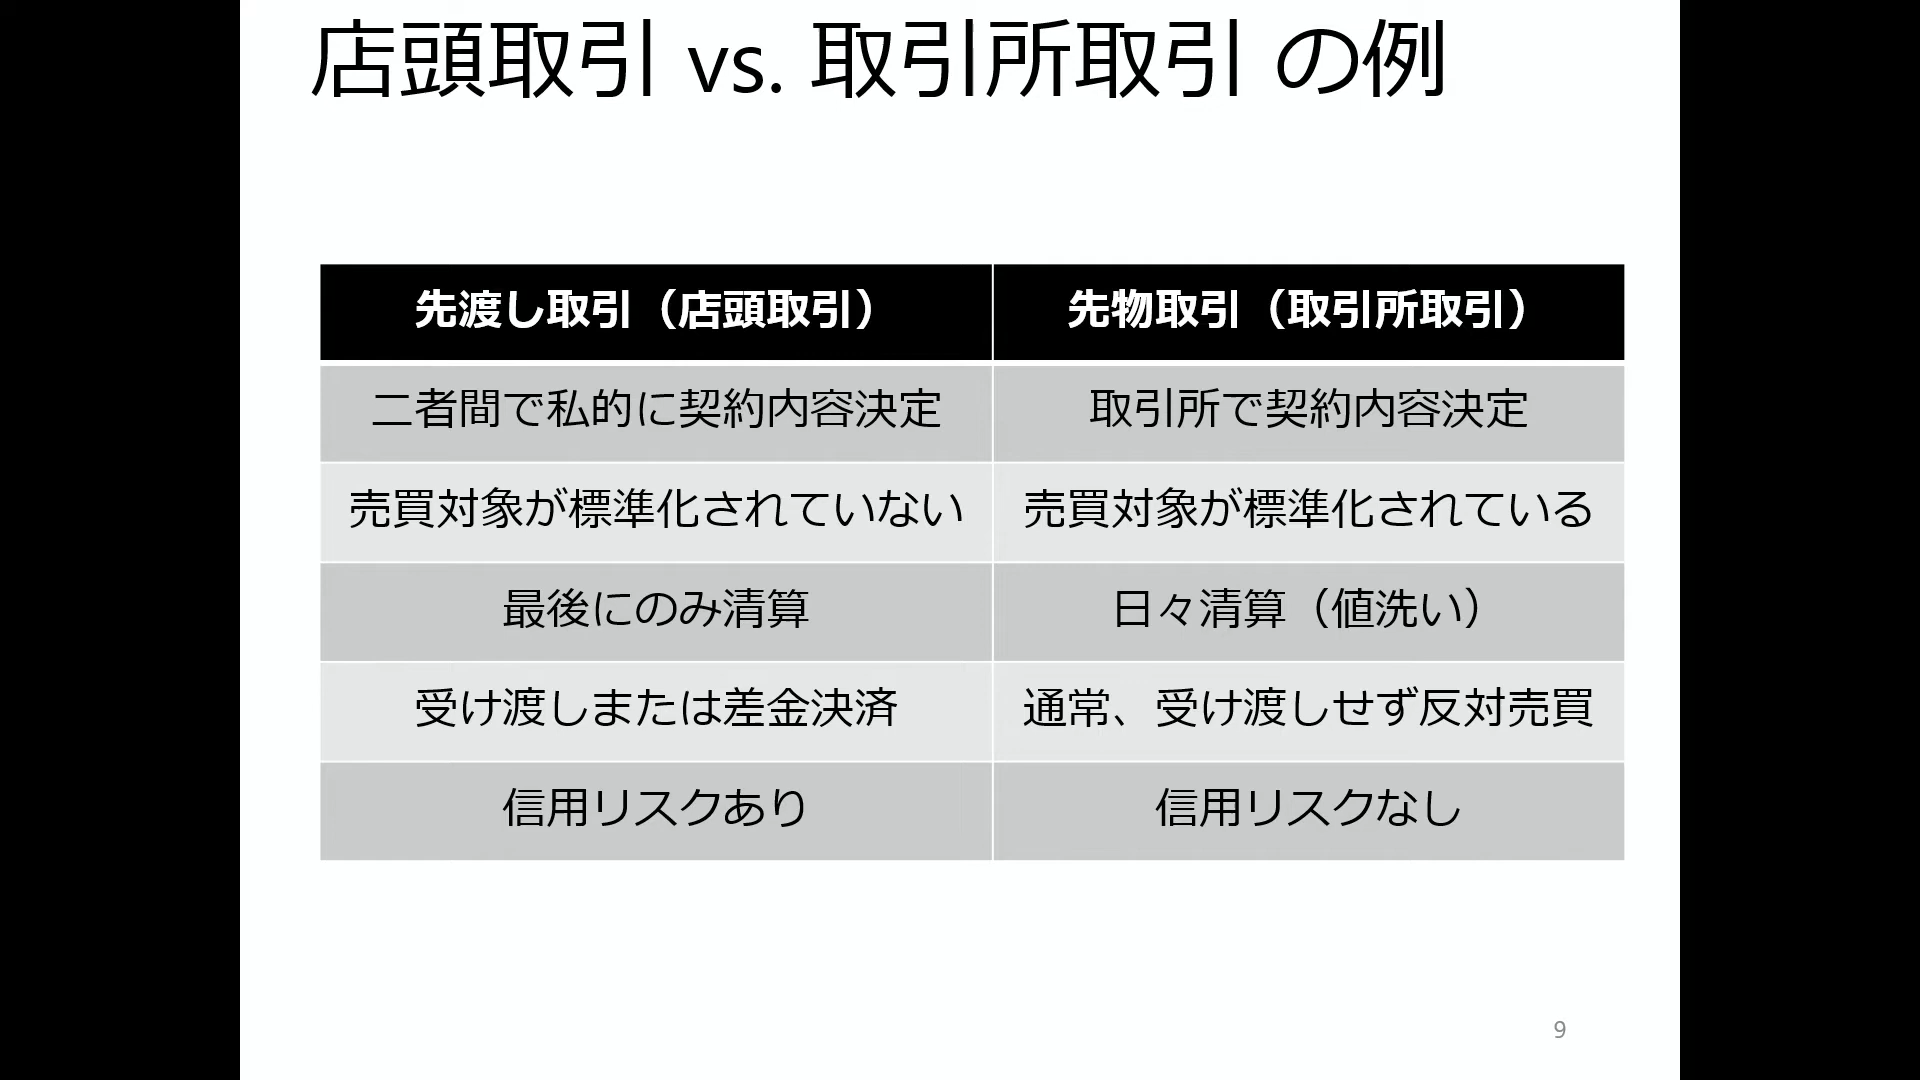 店頭取引 vs. 取引所取引 の例
先渡し取引（店頭取引） 先物取引（取引所取引）
二者間で私的に契約内容決定 取引所で契約内容決定
売買対象が標準化されていない 売買対象が標準化されている
最後にのみ清算 日々清算（値洗い）
受け渡しまたは差金決済 通常、受け渡しせず反対売買
信用リスクあり 信用リスクなし
9